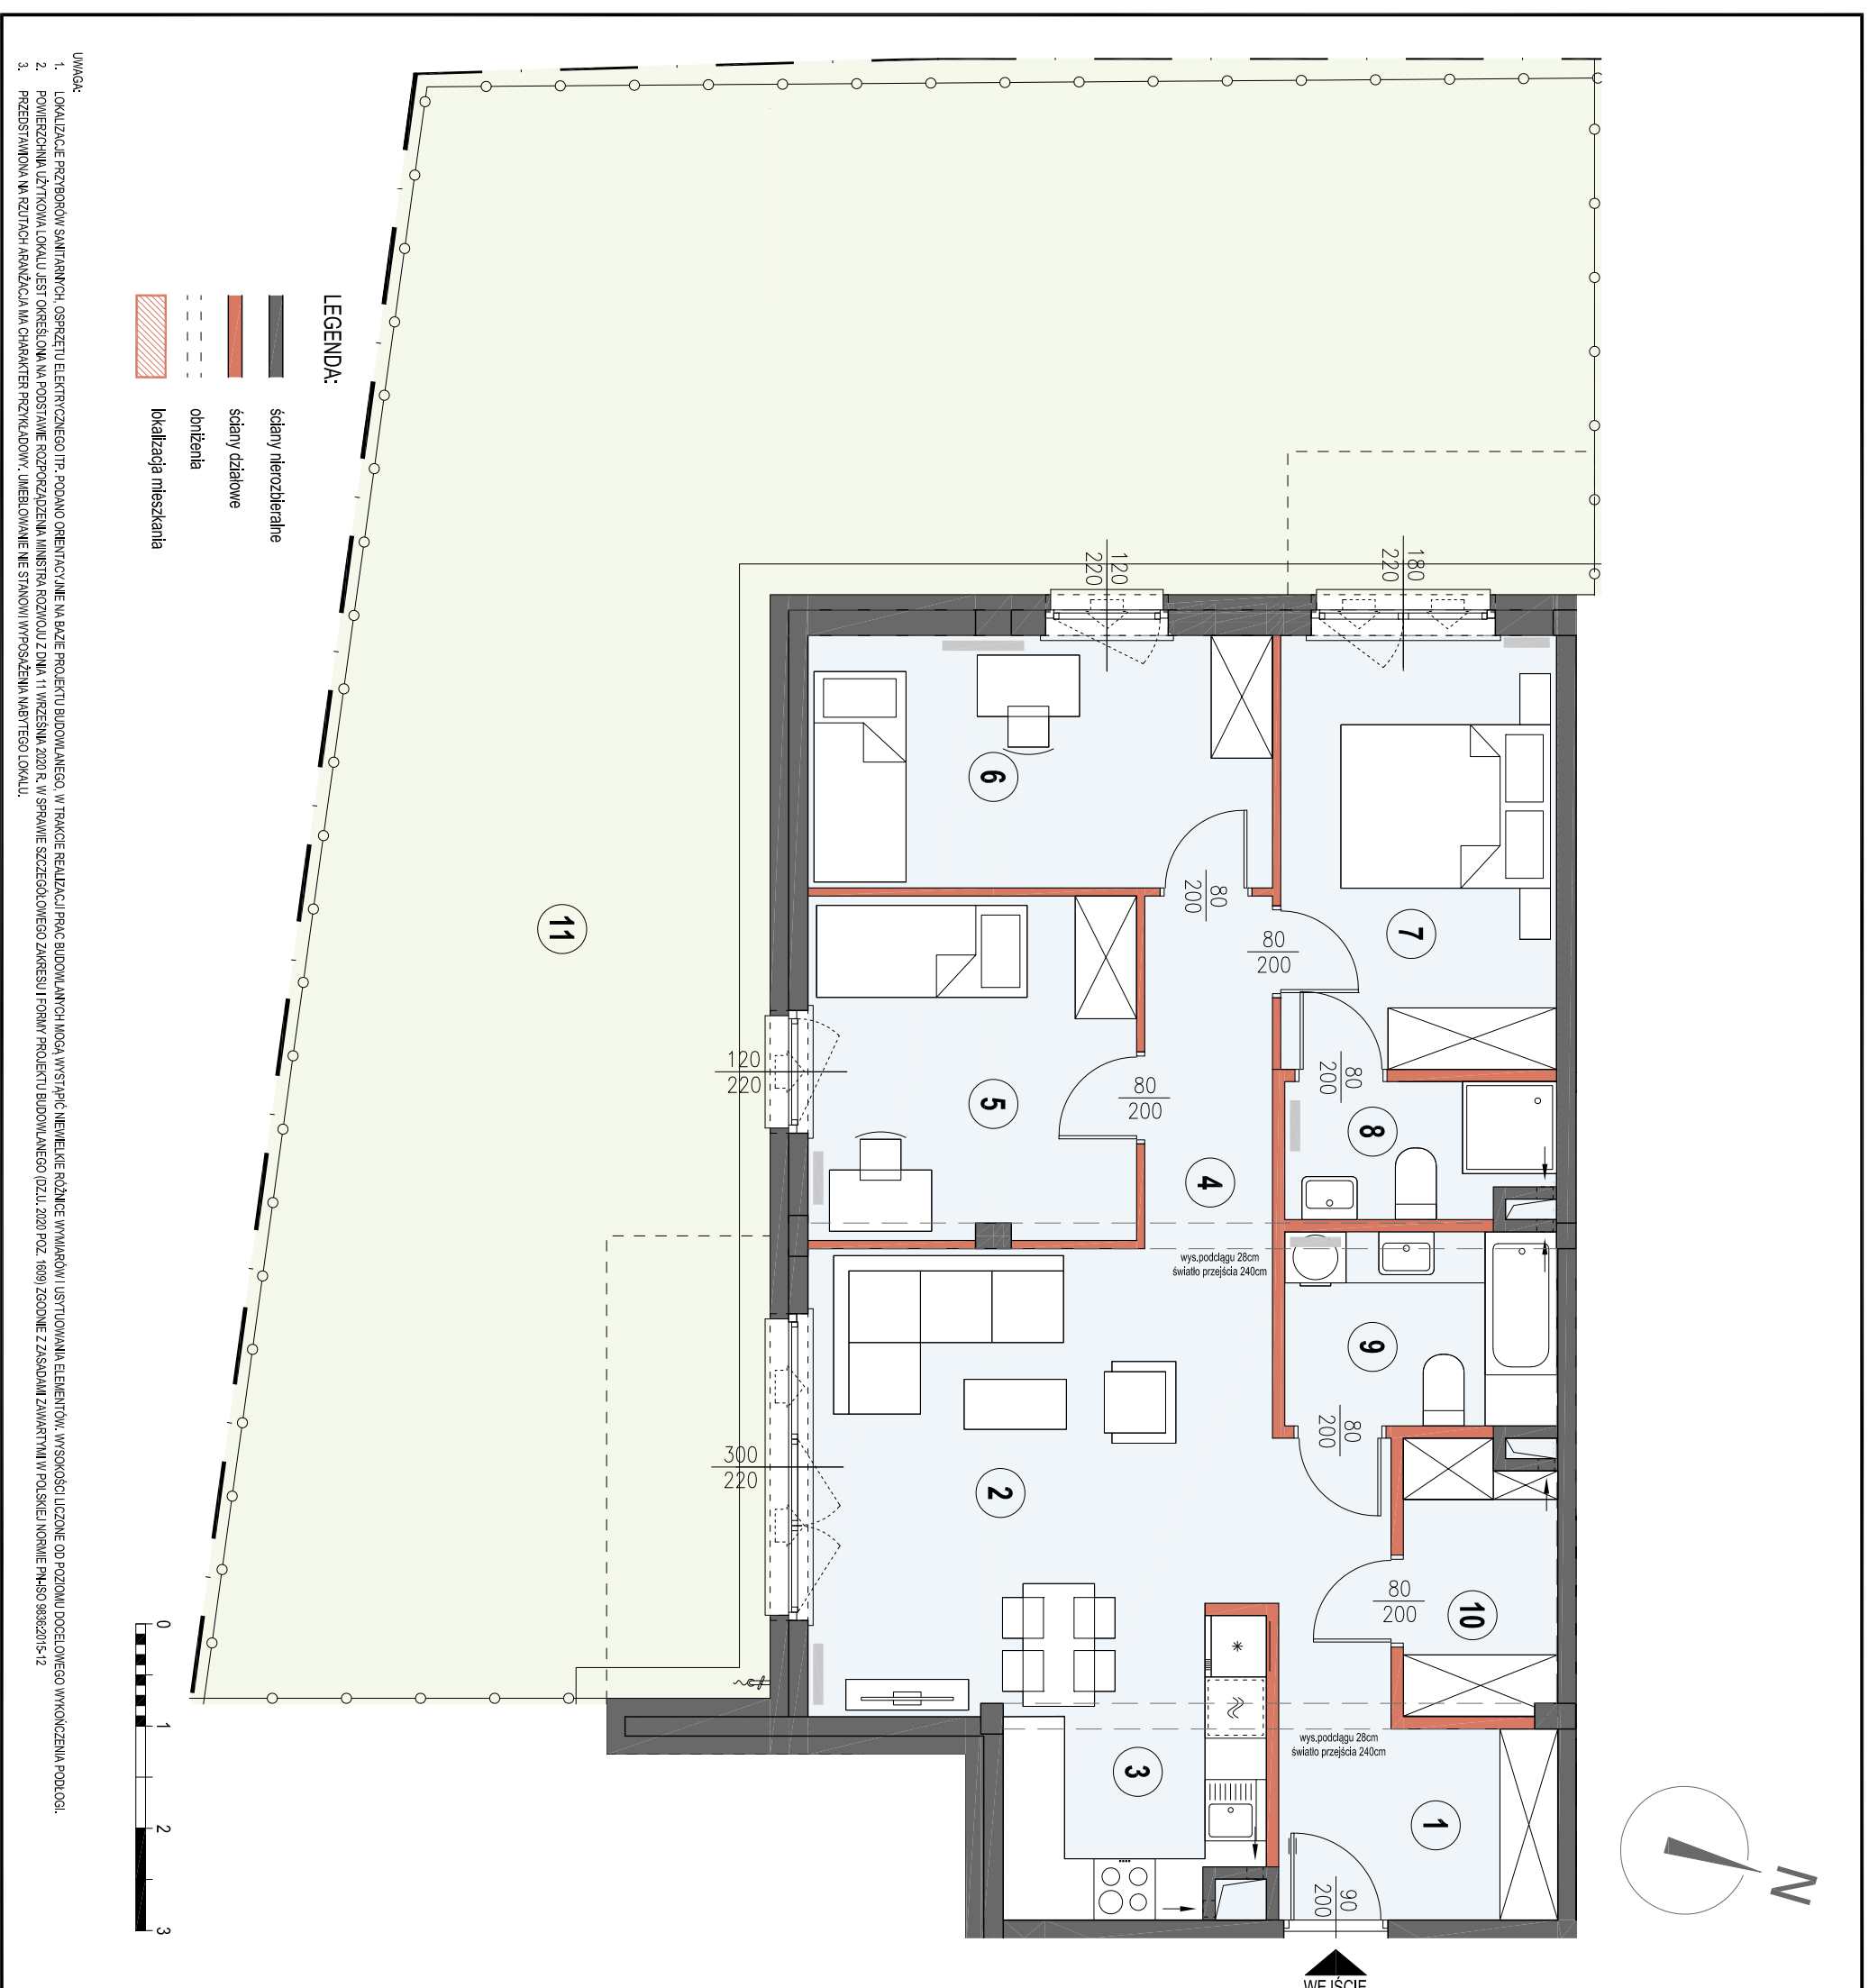 N
WEJŚCIE
180
220
120
220
6
7
80
200
80
200
80
200
80
200
120
220
5
8
4
wys.podciągu 28cm
światło przejścia 240cm
9
80
200
300
220
2
80
200
10
wys.podciągu 28cm
światło przejścia 240cm
3
1
90
200
11
LEGENDA:
ściany nierozbieralne
ściany działowe
obniżenia
lokalizacja mieszkania
0 1 2 3
UWAGA:
1. LOKALIZACJE PRZYBORÓW SANITARNYCH, OSPRZĘTU ELEKTRYCZNEGO ITP. PODANO ORIENTACYJNIE NA BAZIE PROJEKTU BUDOWLANEGO, W TRAKCIE REALIZACJI PRAC BUDOWLANYCH MOGĄ WYSTĄPIĆ NIEWIELKIE RÓŻNICE WYMIARÓW I USYTUOWANIA ELEMENTÓW. WYSOKOŚCI LICZONE OD POZIOMU DOCELOWEGO WYKOŃCZENIA PODŁOGI.
2. POWIERZCHNIA UŻYTKOWA LOKALU JEST OKREŚLONA NA PODSTAWIE ROZPORZĄDZENIA MINISTRA ROZWOJU Z DNIA 11 WRZEŚNIA 2020 R. W SPRAWIE SZCZEGÓŁOWEGO ZAKRESU I FORMY PROJEKTU BUDOWLANEGO (DZ.U. 2020 POZ. 1609) ZGODNIE Z ZASADAMI ZAWARTYMI W POLSKIEJ NORMIE PN-ISO 9836:2015-12
3. PRZEDSTAWIONA NA RZUTACH ARANŻACJA MA CHARAKTER PRZYKŁADOWY. UMEBLOWANIE NIE STANOWI WYPOSAŻENIA NABYTEGO LOKALU.